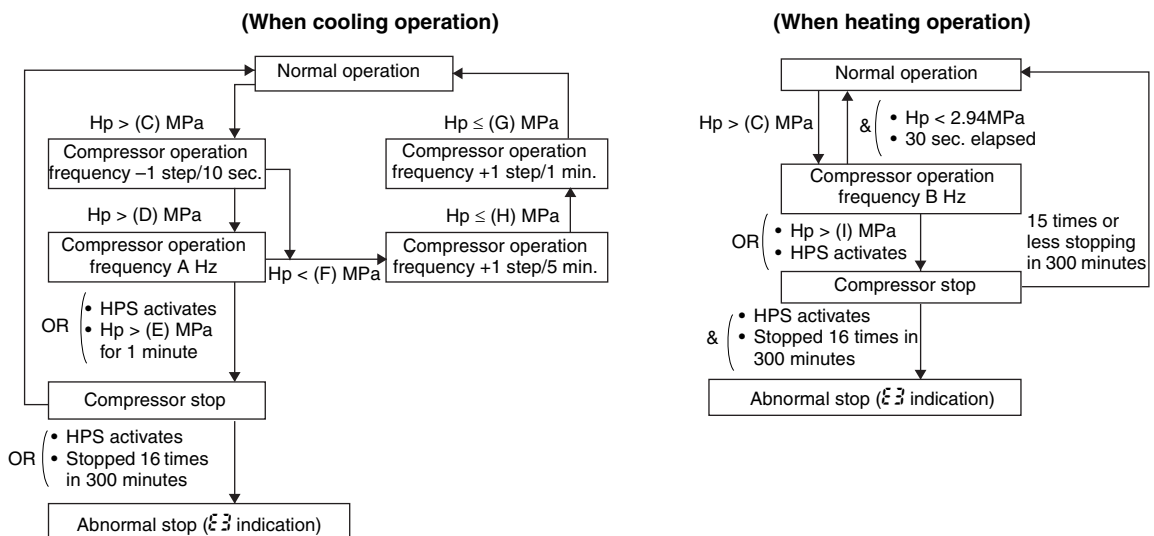 (When cooling operation)
Normal operation
Hp > (C) MPa
Hp ≤ (G) MPa
Compressor operation
frequency –1 step/10 sec.
Compressor operation
frequency +1 step/1 min.
Hp > (D) MPa
Hp ≤ (H) MPa
Compressor operation
frequency A Hz
Hp < (F) MPa
Compressor operation
frequency +1 step/5 min.
OR
• HPS activates
• Hp > (E) MPa
for 1 minute
Compressor stop
OR
• HPS activates
• Stopped 16 times
in 300 minutes
Abnormal stop (E3 indication)
(When heating operation)
Normal operation
Hp > (C) MPa
&
• Hp < 2.94MPa
• 30 sec. elapsed
Compressor operation
frequency B Hz
OR
• Hp > (I) MPa
• HPS activates
15 times or
less stopping
in 300 minutes
Compressor stop
&
• HPS activates
• Stopped 16 times in
300 minutes
Abnormal stop (E3 indication)